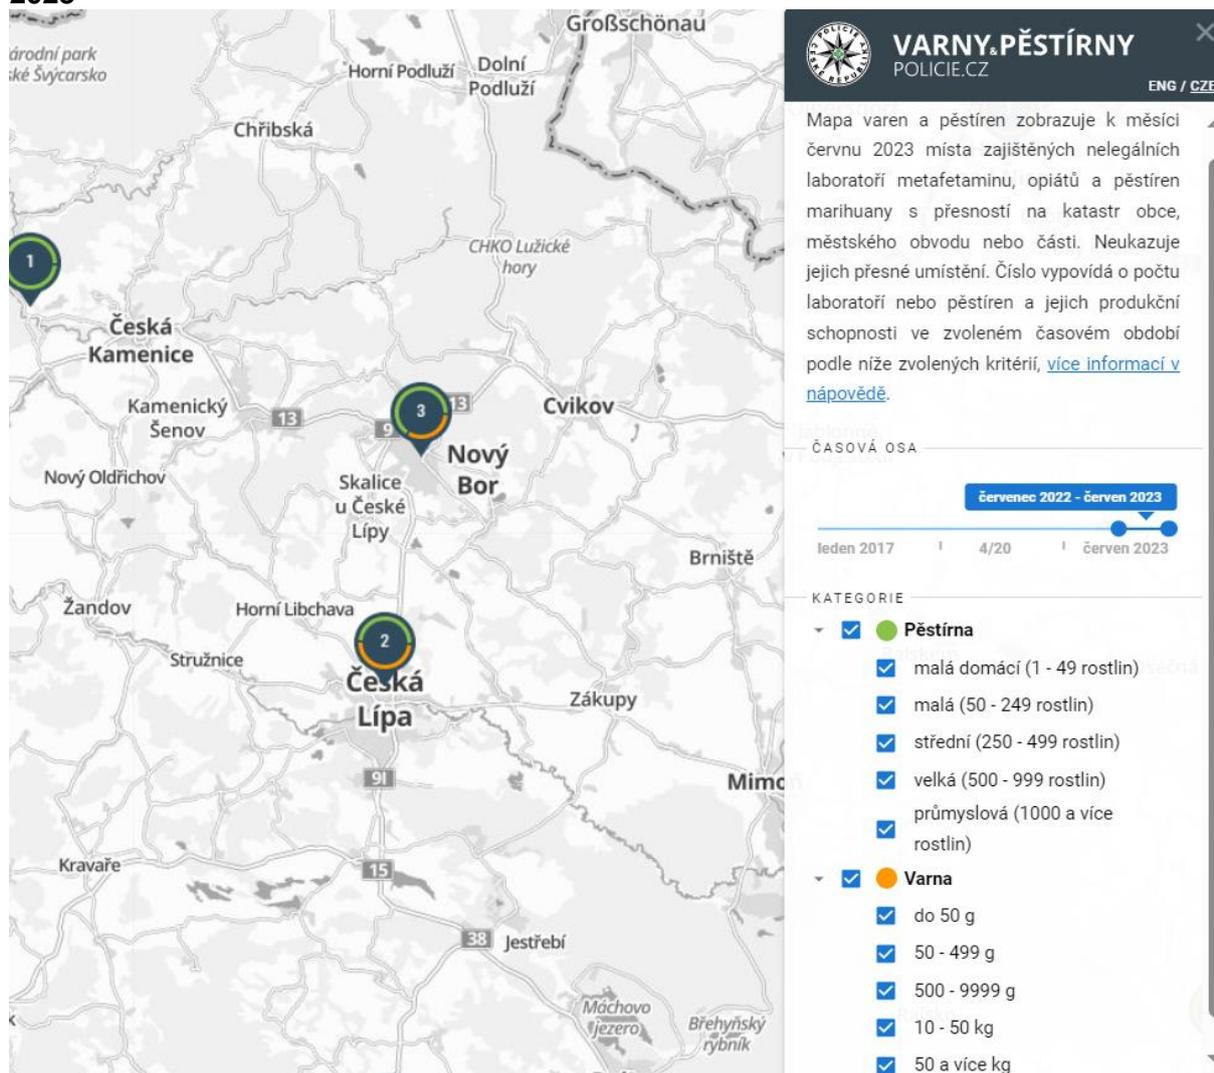 2023
Großschönau
árodní park
ké Švýcarsko
Horní Podluží
Dolní
Podluží
Chřibská
CHKO Lužické
hory
1
Česká
Kamenice
Kamenický
Šenov
13
3
13
9
Cvikov
Nový
Bor
Nový Oldřichov
Skalice
u České
Lípy
Brniště
Žandov
Horní Libchava
2
Stružnice
Česká
Lípa
Zákupy
91
Mimo
Kravaře
15
38
Jestřebí
Máchovo
jezero
Břehyňský
rybník
POLICIE
ČESKÉ REPUBLIKY
VARNY & PĚSTÍRNY
POLICIE.CZ
ENG / CZE
Mapa varen a pěstíren zobrazuje k měsíci
červnu 2023 místa zajištěných nelegálních
laboratoří metafetaminu, opiátů a pěstíren
marihuany s přesností na katastr obce,
městského obvodu nebo části. Neukazuje
jejich přesné umístění. Číslo vypovídá o počtu
laboratoří nebo pěstíren a jejich produkční
schopnosti ve zvoleném časovém období
podle níže zvolených kritérií, více informací v
nápovědě.
ČASOVÁ OSA
červenec 2022 - červen 2023
leden 2017 4/20 červen 2023
KATEGORIE
Pěstírna
malá domácí (1 - 49 rostlin)
malá (50 - 249 rostlin)
střední (250 - 499 rostlin)
velká (500 - 999 rostlin)
průmyslová (1000 a více
rostlin)
Varna
do 50 g
50 - 499 g
500 - 9999 g
10 - 50 kg
50 a více kg